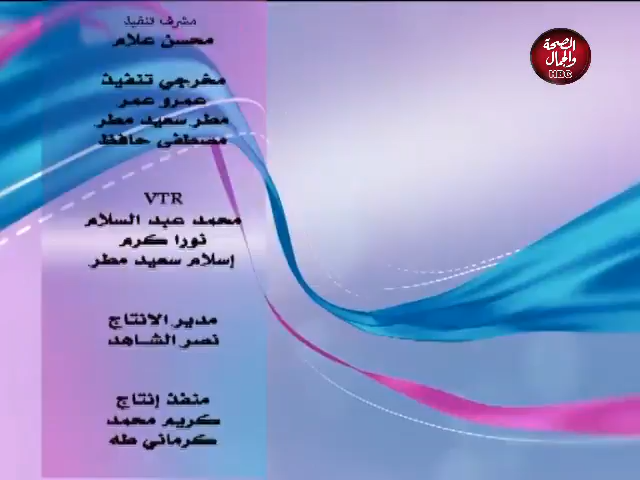 مشرف تنفيذ
محسن علام
مخرجي تنفيذ
عمرو عمر
مطر سعيد مطر
مصطفى حافظ
VTR
محمد عبد السلام
نورا كرم
إسلام سعيد مطر
مدير الانتاج
نصر الشاهد
منفذ إنتاج
كريم محمد
كرماني طه
الصحة
والجمال
HBC